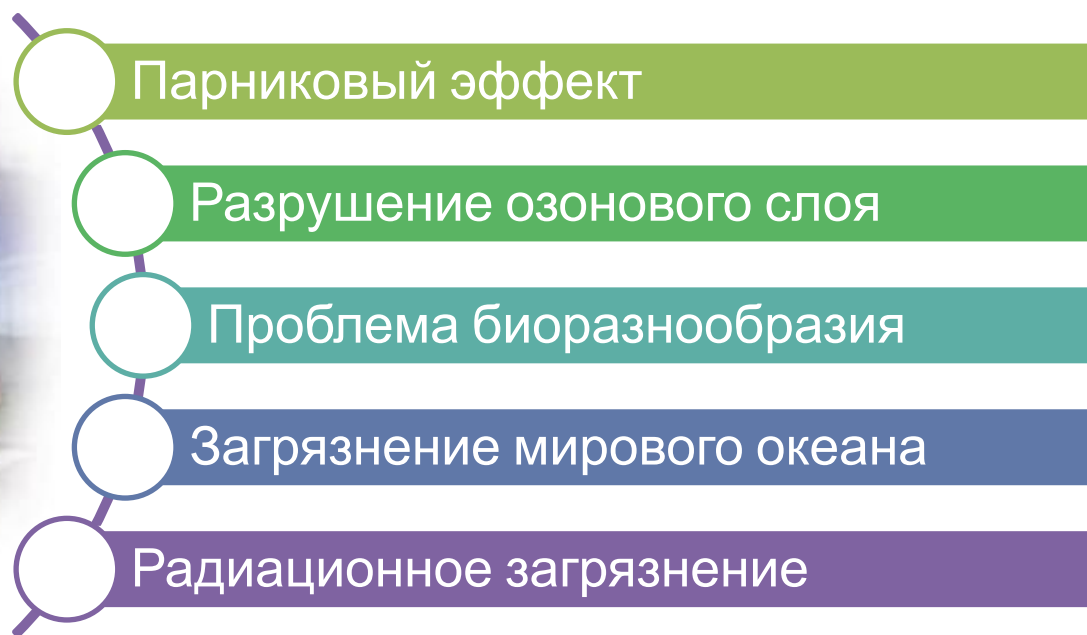 Парниковый эффект
Разрушение озонового слоя
Проблема биоразнообразия
Загрязнение мирового океана
Радиационное загрязнение